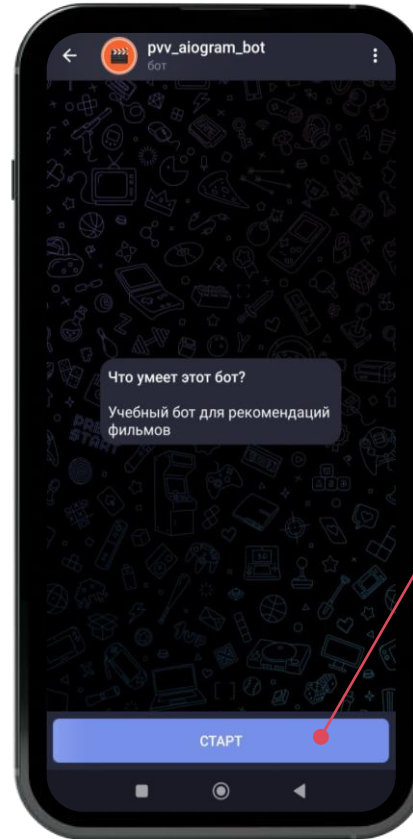 pvv_aiogram_bot
бот
Что умеет этот бот?
Учебный бот для рекомендаций
фильмов
СТАРТ